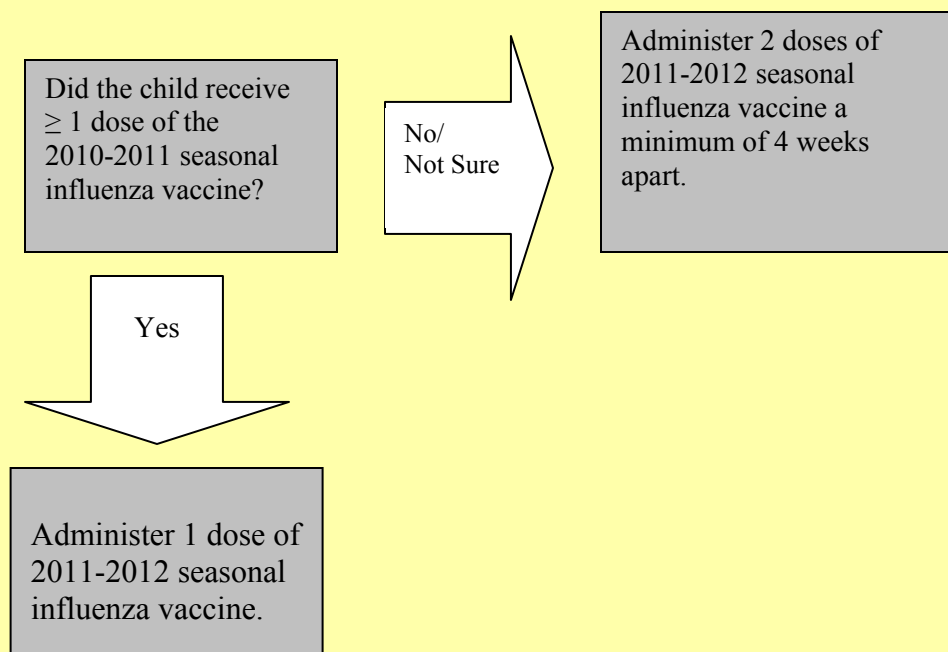 Did the child receive
≥ 1 dose of the
2010-2011 seasonal
influenza vaccine?
No/
Not Sure
Administer 2 doses of
2011-2012 seasonal
influenza vaccine a
minimum of 4 weeks
apart.
Yes
Administer 1 dose of
2011-2012 seasonal
influenza vaccine.